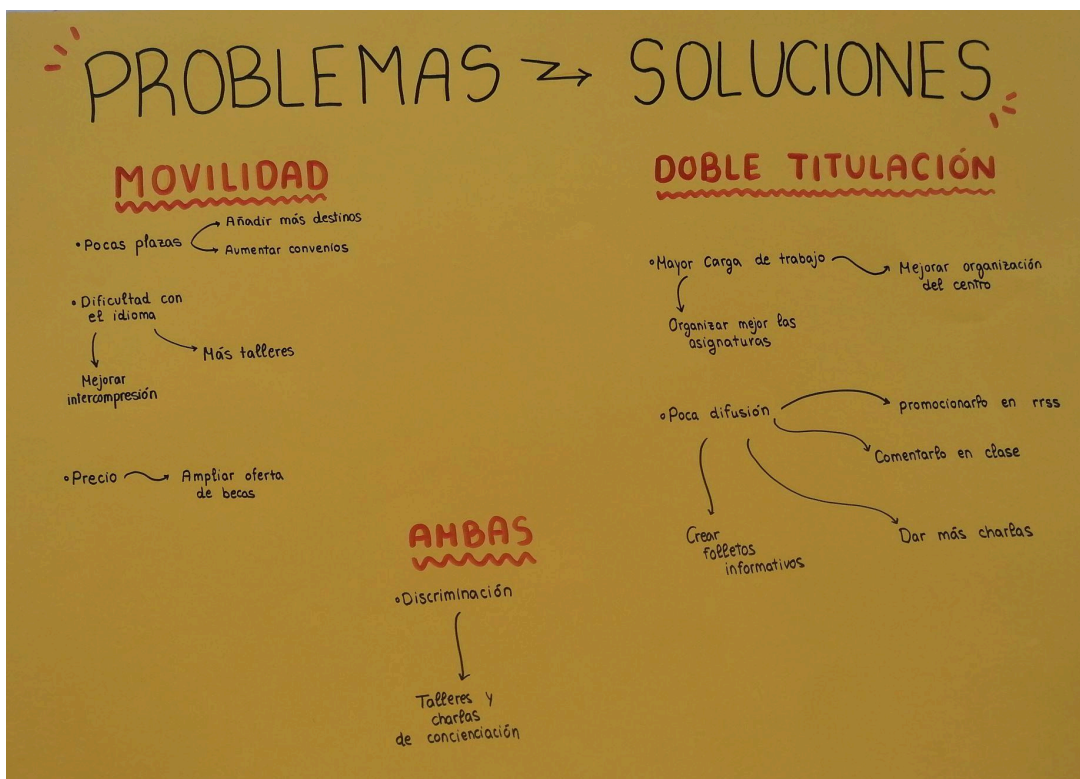 PROBLEMAS → SOLUCIONES
MOVILIDAD
•Pocas plazas
Añadir más destinos
Aumentar convenios
•Dificultad con
el idioma
Más talleres
Mejorar
intercompresión
•Precio
Ampliar oferta
de becas
DOBLE TITULACIÓN
•Mayor Carga de trabajo
Mejorar organización
del centro
Organizar mejor las
asignaturas
•Poca difusión
promocionarlo en rrss
Comentarlo en clase
Dar más charlas
Crear
folletos
informativos
AMBAS
•Discriminación
Talleres y
charlas
de concienciación